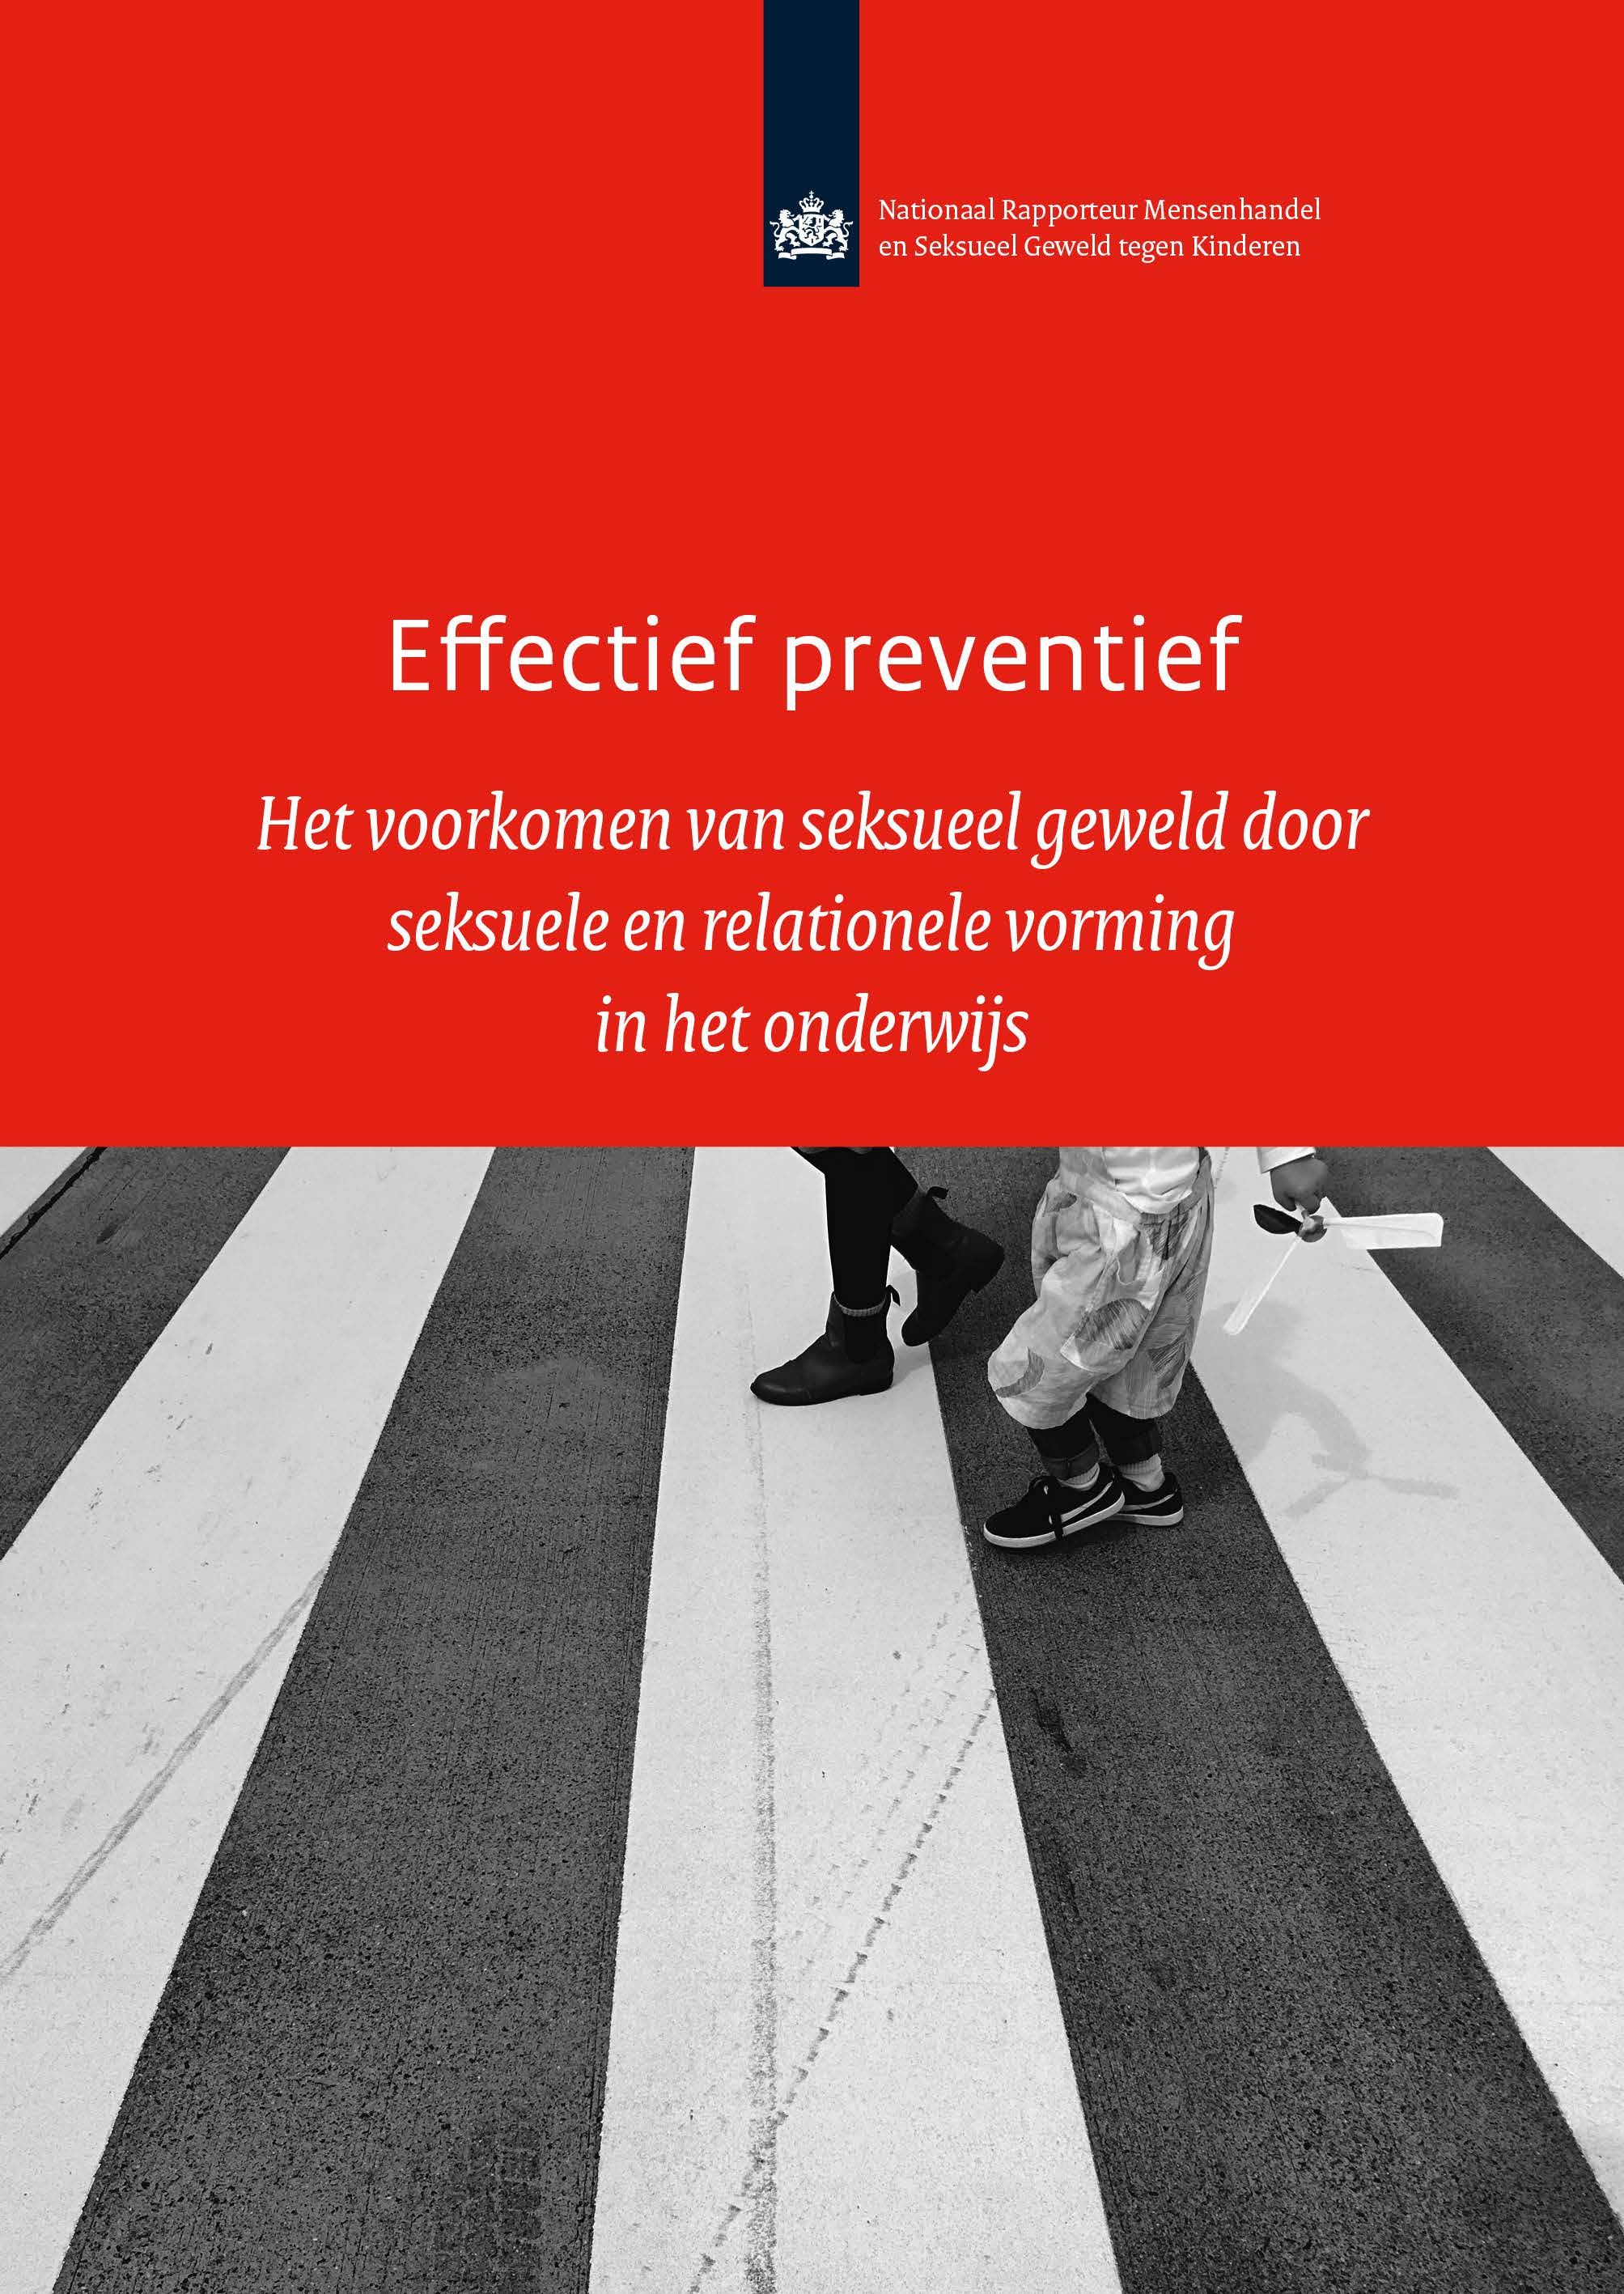 Nationaal Rapporteur Mensenhandel
en Seksueel Geweld tegen Kinderen
Effectief preventief
Het voorkomen van seksueel geweld door
seksuele en relationele vorming
in het onderwijs